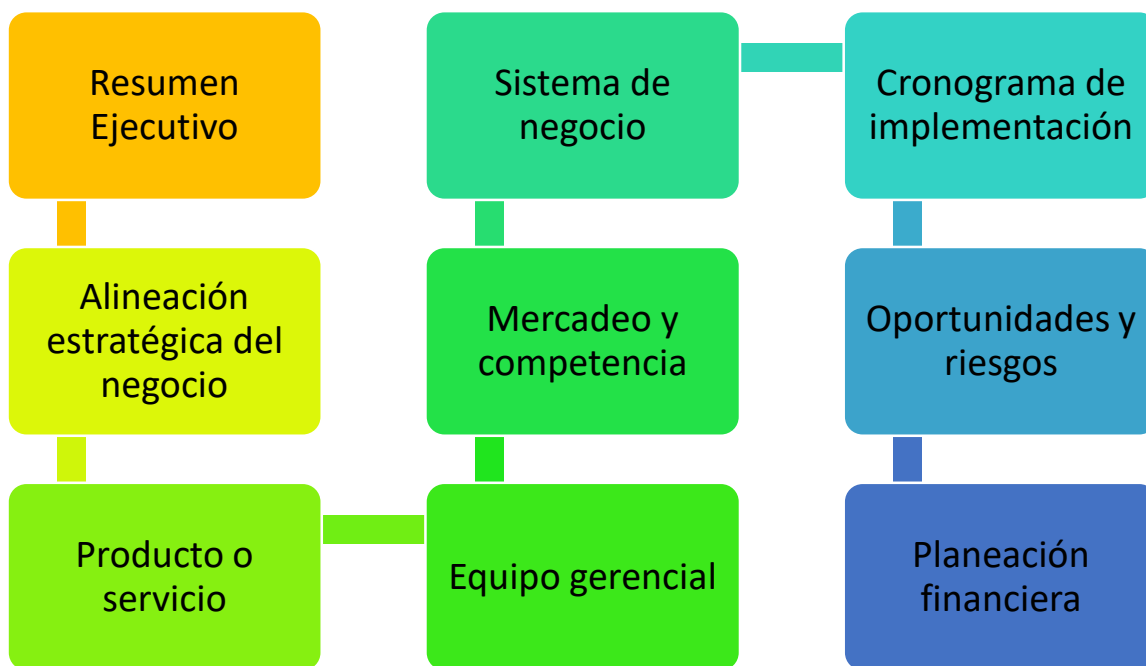 Resumen
Ejecutivo
Alineación
estratégica del
negocio
Producto o
servicio
Equipo gerencial
Mercadeo y
competencia
Sistema de
negocio
Cronograma de
implementación
Oportunidades y
riesgos
Planeación
financiera